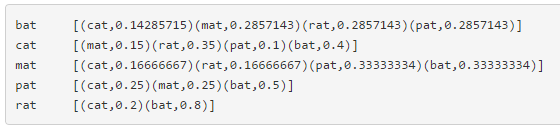 bat [(cat,0.14285715)(mat,0.2857143)(rat,0.2857143)(pat,0.2857143)]
cat [(mat,0.15)(rat,0.35)(pat,0.1)(bat,0.4)]
mat [(cat,0.16666667)(rat,0.16666667)(pat,0.33333334)(bat,0.33333334)]
pat [(cat,0.25)(mat,0.25)(bat,0.5)]
rat [(cat,0.2)(bat,0.8)]